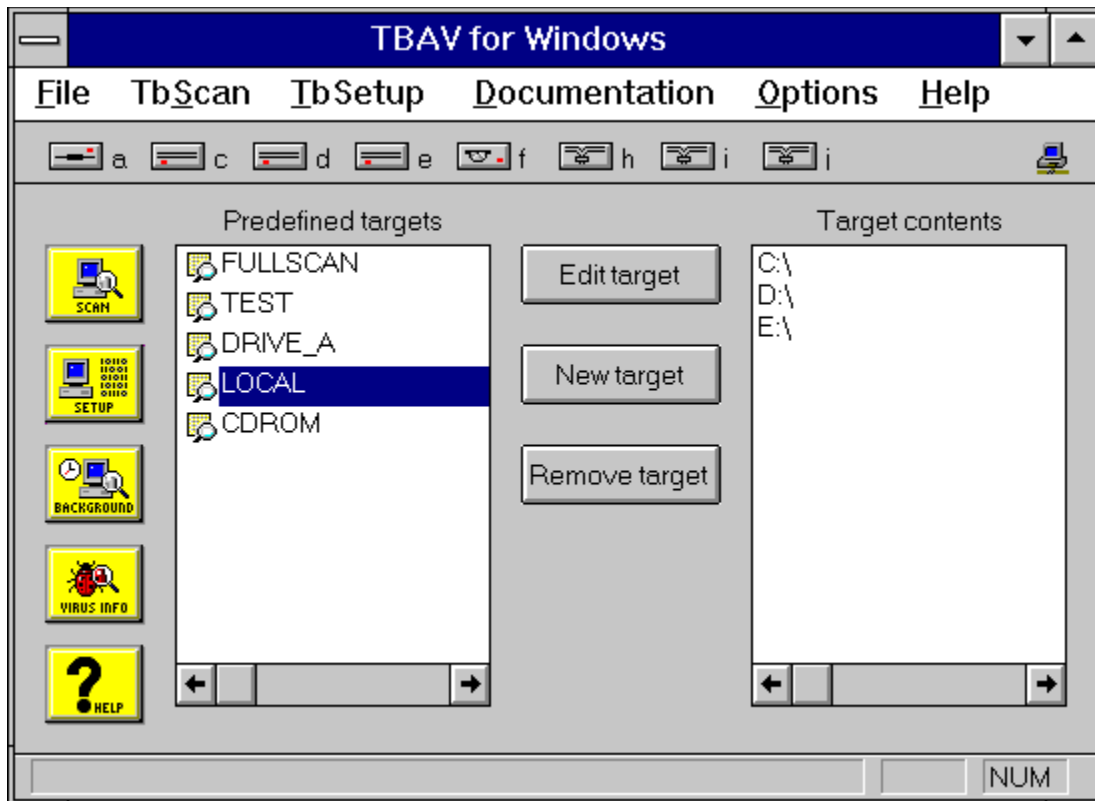 TBAV for Windows
File TbScan TbSetup Documentation Options Help
a c d e f h i j
Predefined targets
Target contents
SCAN
SETUP
BACKGROUND
VIRUS INFO
HELP
FULLSCAN
TEST
DRIVE_A
LOCAL
CDROM
Edit target
New target
Remove target
C:\
D:\
E:\
NUM